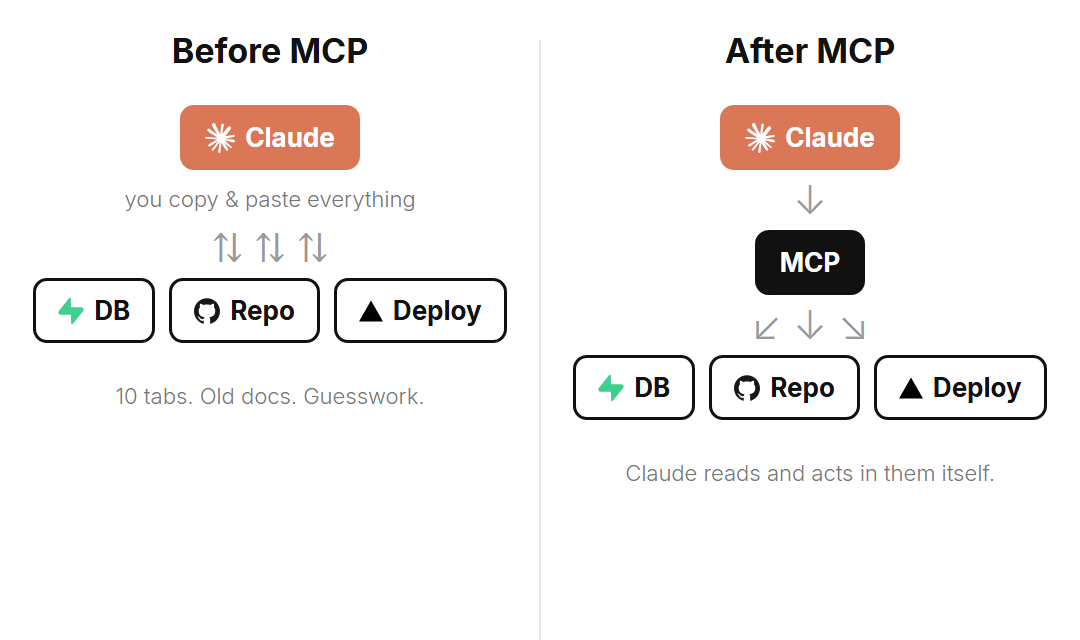 Before MCP
Claude
you copy & paste everything
DB
Repo
Deploy
10 tabs. Old docs. Guesswork.
After MCP
Claude
MCP
DB
Repo
Deploy
Claude reads and acts in them itself.